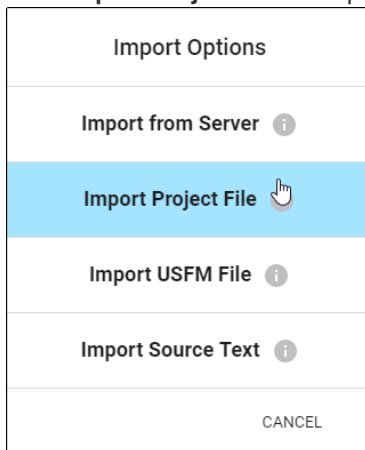 Import Options
Import from Server
Import Project File
Import USFM File
Import Source Text
CANCEL